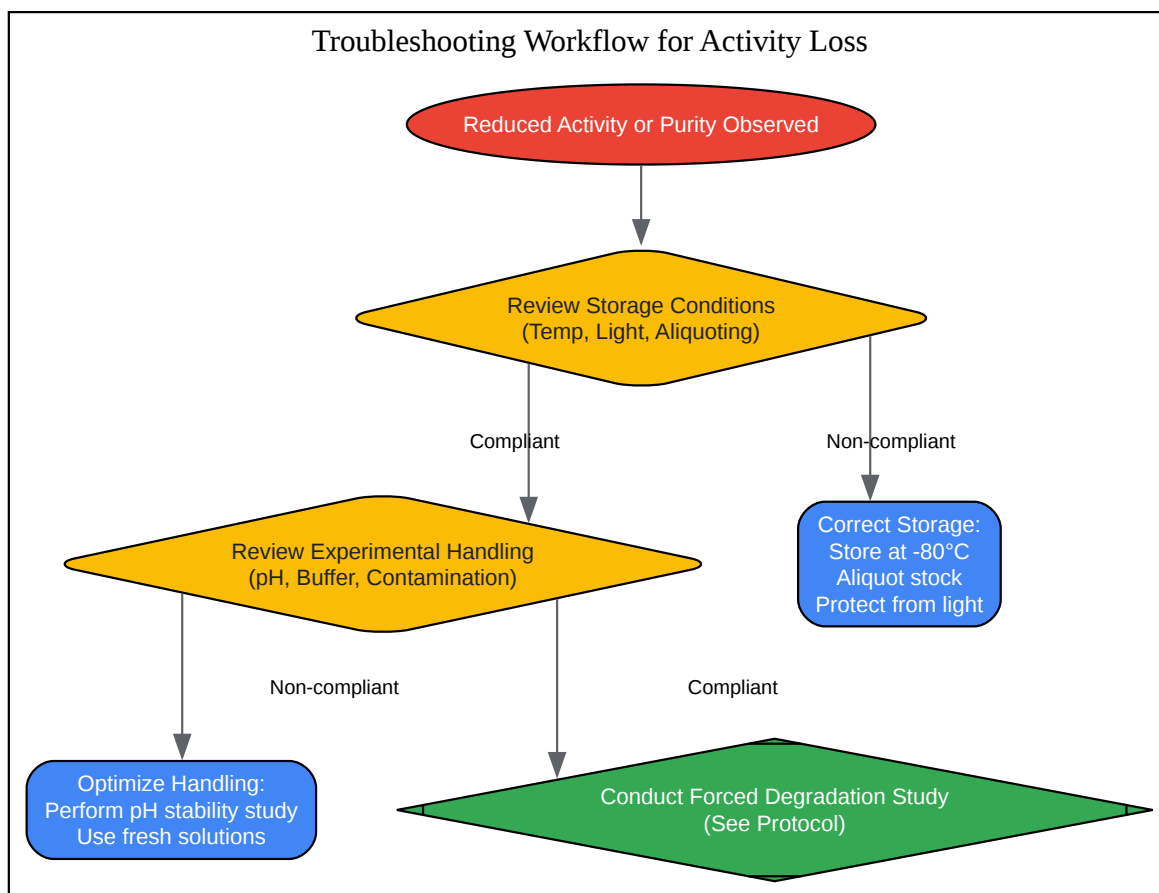 Troubleshooting Workflow for Activity Loss
Reduced Activity or Purity Observed
Review Storage Conditions
(Temp, Light, Aliquoting)
Compliant
Non-compliant
Correct Storage:
Store at -80°C
Aliquot stock
Protect from light
Review Experimental Handling
(pH, Buffer, Contamination)
Non-compliant
Compliant
Optimize Handling:
Perform pH stability study
Use fresh solutions
Conduct Forced Degradation Study
(See Protocol)